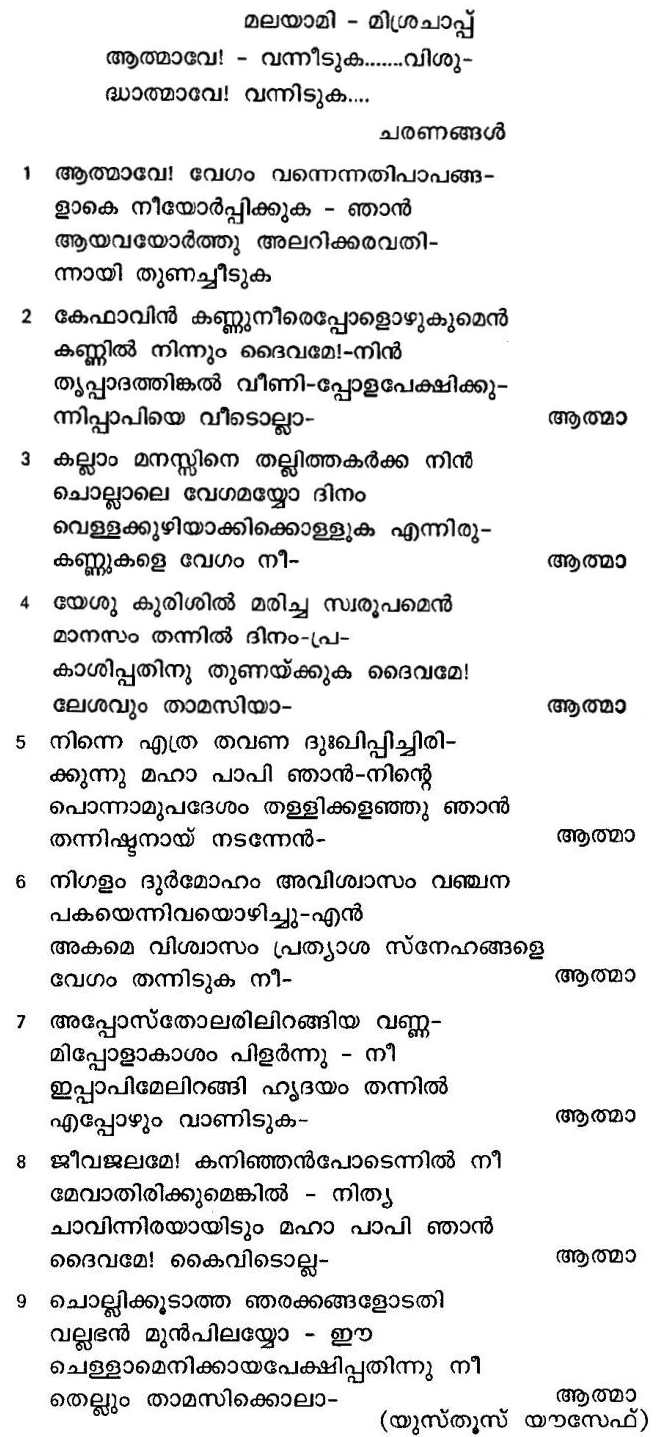 മലയാമി – മിശ്രചാപ്പ്
ആത്മാവേ! – വന്നീടുക.......വിശു-
ദ്ധാത്മാവേ! വന്നിടുക....
ചരണങ്ങൾ
1 ആത്മാവേ! വേഗം വന്നെന്നതിപാപങ്ങ-
ളാകെ നീയോർപ്പിക്കുക – ഞാൻ
ആയവയോർത്തു അലറിക്കരവതി-
ന്നായി തുണച്ചീടുക
2 കേഫാവിൻ കണ്ണുനീരെപ്പോളൊഴുകുമെൻ
കണ്ണിൽ നിന്നും ദൈവമേ!-നിൻ
തൃപ്പാദത്തിങ്കൽ വീണി-പ്പോളപേക്ഷിക്കു-
ന്നിപ്പാപിയെ വീടൊല്ലാ- ആത്മാ
3 കല്ലാം മനസ്സിനെ തല്ലിത്തകർക്ക നിൻ
ചൊല്ലാലെ വേഗമയ്യോ ദിനം
വെള്ളക്കുഴിയാക്കിക്കൊള്ളുക എന്നിരു-
കണ്ണുകളെ വേഗം നീ- ആത്മാ
4 യേശു കുരിശിൽ മരിച്ച സ്വരൂപമെൻ
മാനസം തന്നിൽ ദിനം-പ്ര-
കാശിപ്പതിനു തുണയ്ക്കുക ദൈവമേ!
ലേശവും താമസിയാ- ആത്മാ
5 നിന്നെ എത്ര തവണ ദുഃഖിപ്പിച്ചിരി-
ക്കുന്നു മഹാ പാപി ഞാൻ-നിന്റെ
പൊന്നാമുപദേശം തള്ളിക്കളഞ്ഞു ഞാൻ
തന്നിഷ്ടനായ് നടന്നേൻ- ആത്മാ
6 നിഗളം ദുർമോഹം അവിശ്വാസം വഞ്ചന
പകയെന്നിവയൊഴിച്ചു-എൻ
അകമെ വിശ്വാസം പ്രത്യാശ സ്നേഹങ്ങളെ
വേഗം തന്നിടുക നീ- ആത്മാ
7 അപ്പോസ്തോലരിലിറങ്ങിയ വണ്ണ-
മിപ്പോളാകാശം പിളർന്നു – നീ
ഇപ്പാപിമേലിറങ്ങി ഹൃദയം തന്നിൽ
എപ്പോഴും വാണിടുക- ആത്മാ
8 ജീവജലമേ! കനിഞ്ഞൻപോടെന്നിൽ നീ
മേവാതിരിക്കുമെങ്കിൽ – നിത്യ
ചാവിന്നിരയായിടും മഹാ പാപി ഞാൻ
ദൈവമേ! കൈവിടൊല്ല- ആത്മാ
9 ചൊല്ലിക്കൂടാത്ത ഞരക്കങ്ങളോടതി
വല്ലഭൻ മുൻപിലയ്യോ – ഈ
ചെള്ളാമെനിക്കായപേക്ഷിപ്പതിന്നു നീ
തെല്ലും താമസിക്കൊലാ- ആത്മാ
(യുസ്തൂസ് യൗസേഫ്)